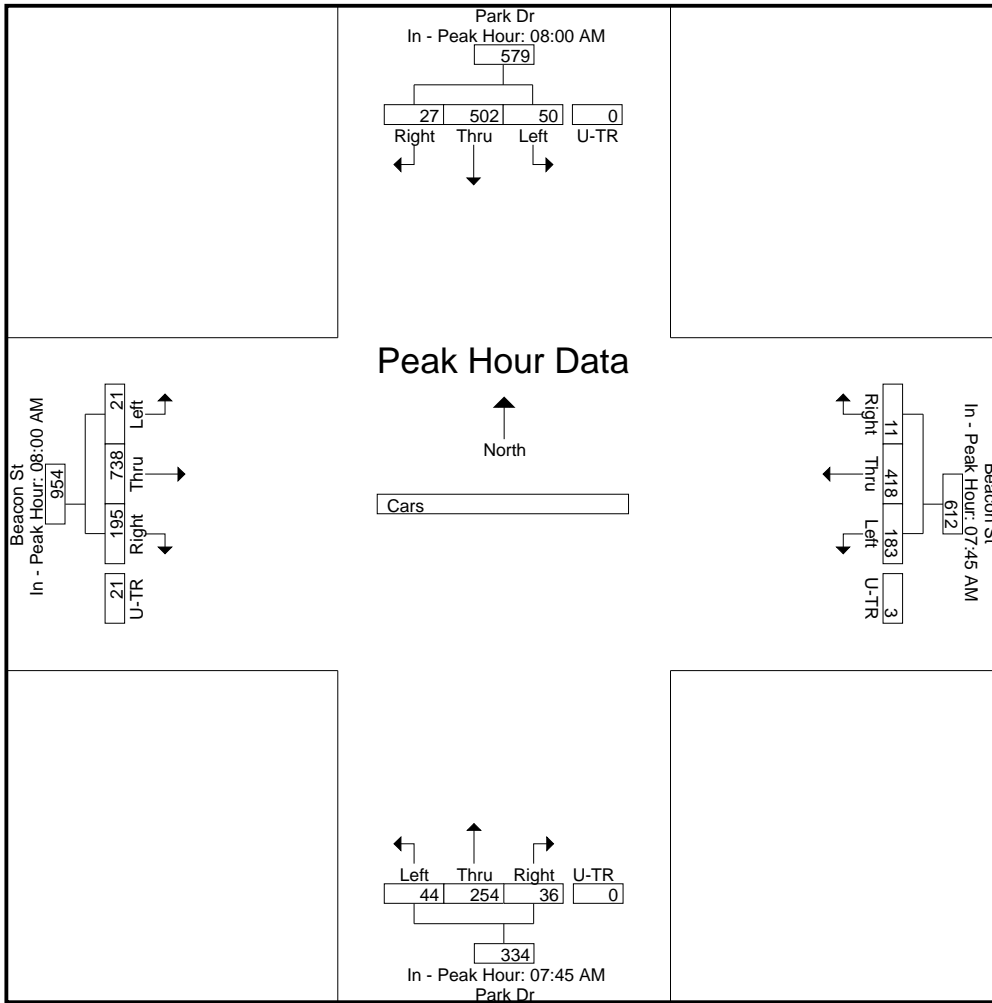 Park Dr
In - Peak Hour: 08:00 AM
579
27 502 50 0
Right Thru Left U-TR
Peak Hour Data
North
Cars
Beacon St
In - Peak Hour: 08:00 AM
954
21 738 195 21
Left Thru Right U-TR
Beacon St
In - Peak Hour: 07:45 AM
612
11 418 183 3
Right Thru Left U-TR
Left Thru Right U-TR
44 254 36 0
334
In - Peak Hour: 07:45 AM
Park Dr